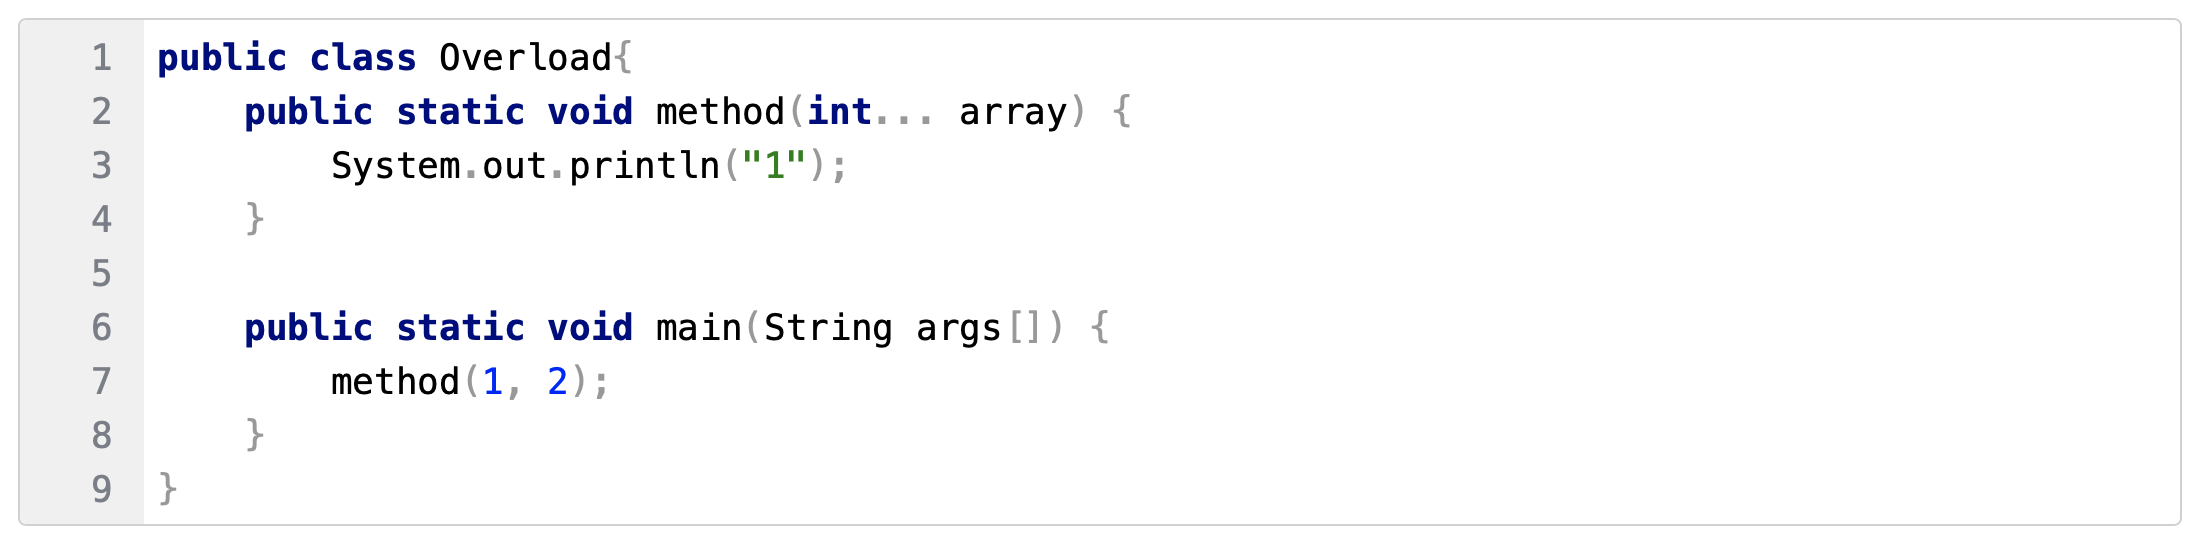 1 public class Overload{
2     public static void method(int... array) {
3         System.out.println("1");
4     }
5
6     public static void main(String args[]) {
7         method(1, 2);
8     }
9 }